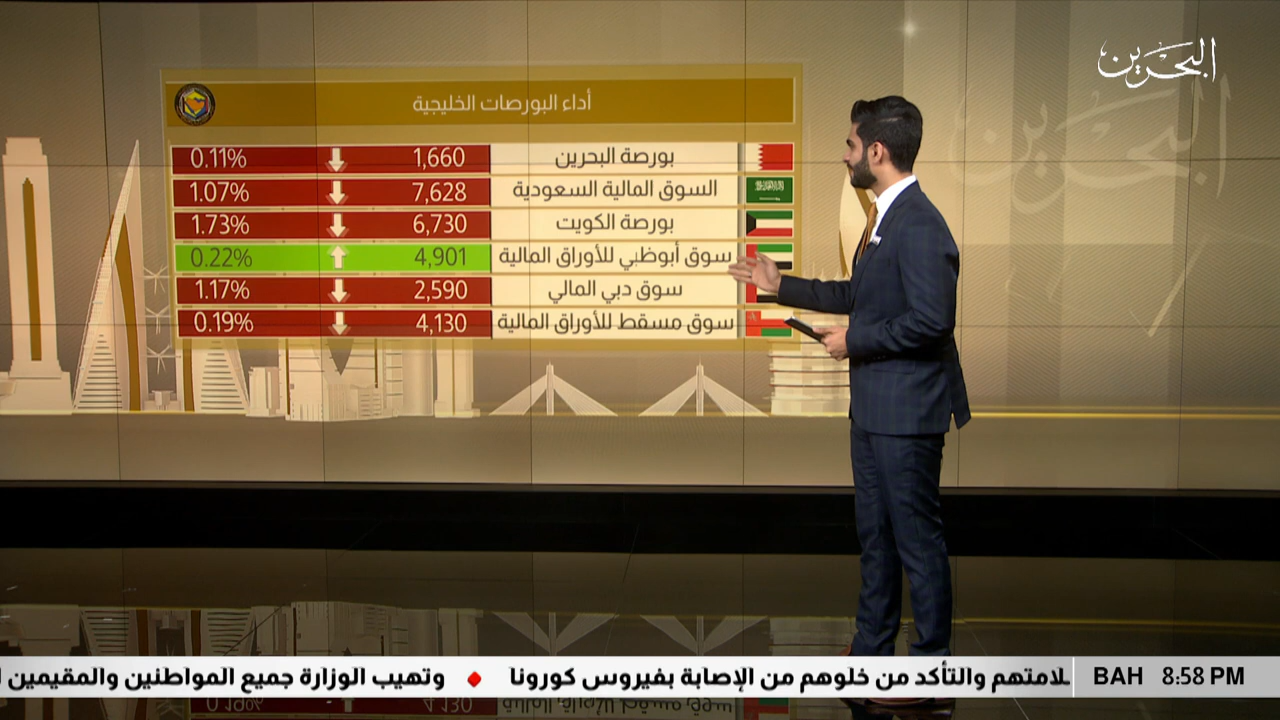 البحرين
أداء البورصات الخليجية
بورصة البحرين 1,660 0.11%
السوق المالية السعودية 7,628 1.07%
بورصة الكويت 6,730 1.73%
سوق أبوظبي للأوراق المالية 4,901 0.22%
سوق دبي المالي 2,590 1.17%
سوق مسقط للأوراق المالية 4,130 0.19%
BAH 8:58 PM
ـلامتهم والتأكد من خلوهم من الإصابة بفيروس كورونا وتهيب الوزارة جميع المواطنين والمقيمين